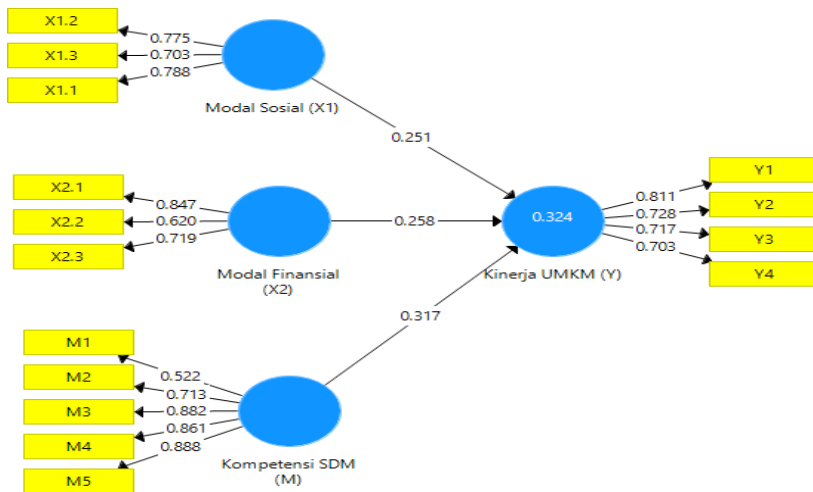 X1.2
X1.3
X1.1
0.775
0.703
0.788
Modal Sosial (X1)
0.251
X2.1
X2.2
X2.3
0.847
0.620
0.719
Modal Finansial
(X2)
0.258
0.324
Kinerja UMKM (Y)
0.811
0.728
0.717
0.703
Y1
Y2
Y3
Y4
0.317
M1
M2
M3
M4
M5
0.522
0.713
0.882
0.861
0.888
Kompetensi SDM
(M)